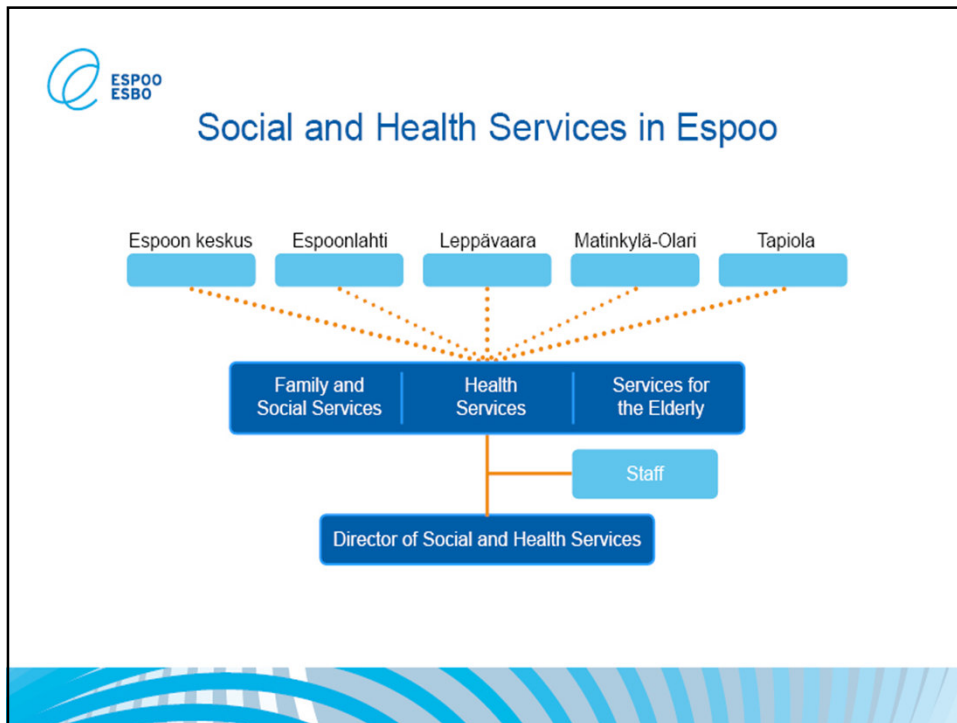 ESPOO
ESBO
Social and Health Services in Espoo
Espoon keskus
Espoonlahti
Leppävaara
Matinkylä-Olari
Tapiola
Family and
Social Services
Health
Services
Services for
the Elderly
Staff
Director of Social and Health Services